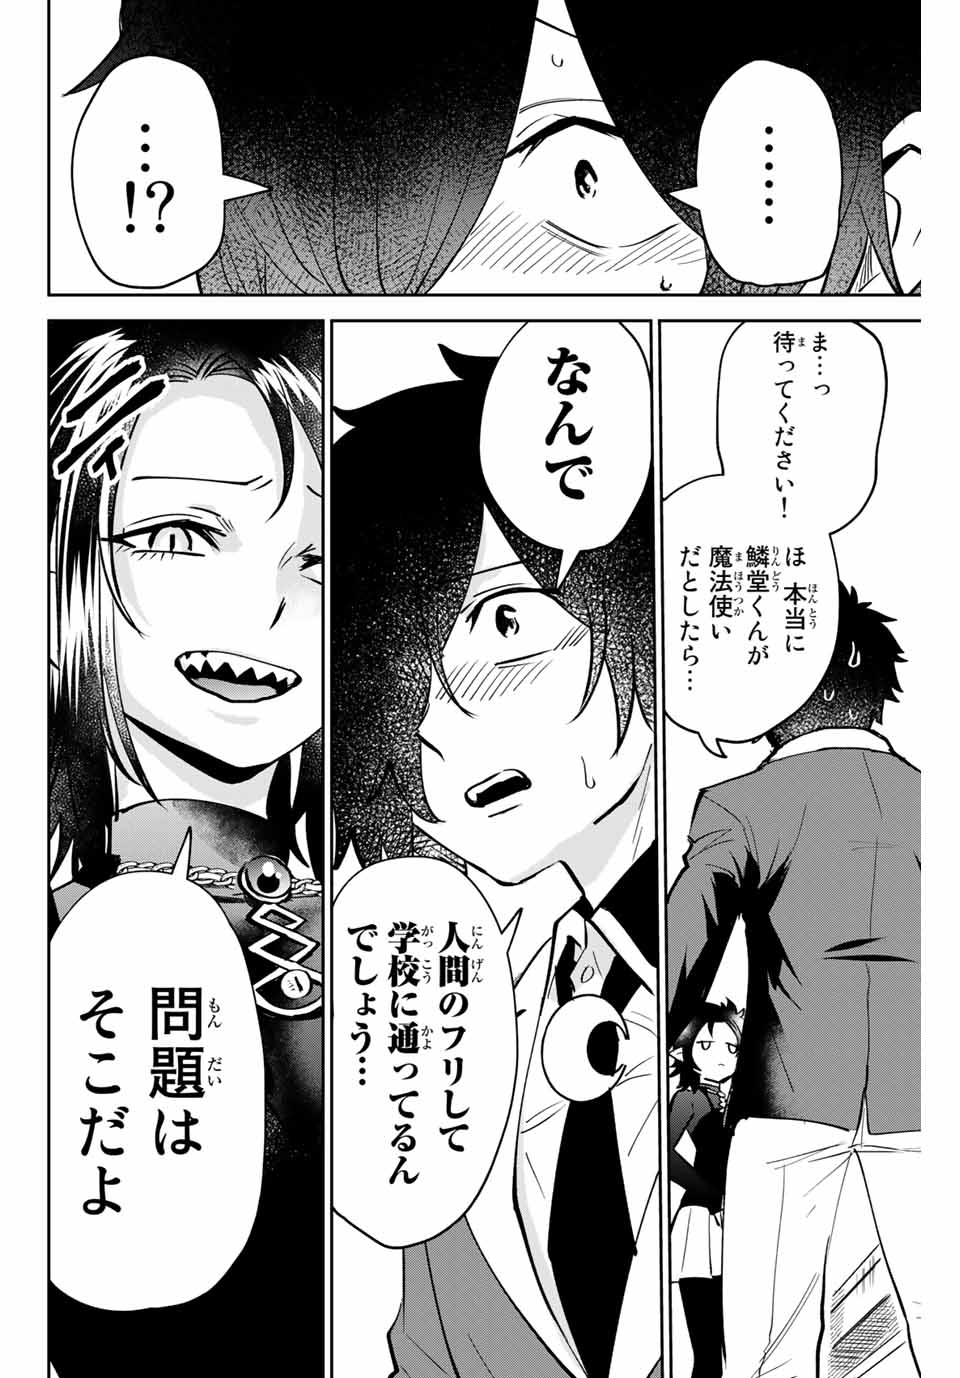 ……
……
!?
ま…っ
待ってください！
ほ 本当に
鱗堂くんが
魔法使い
だとしたら…
なんで
人間のフリして
学校に通ってるん
でしょう…
ニィ
問題は
そこだよ